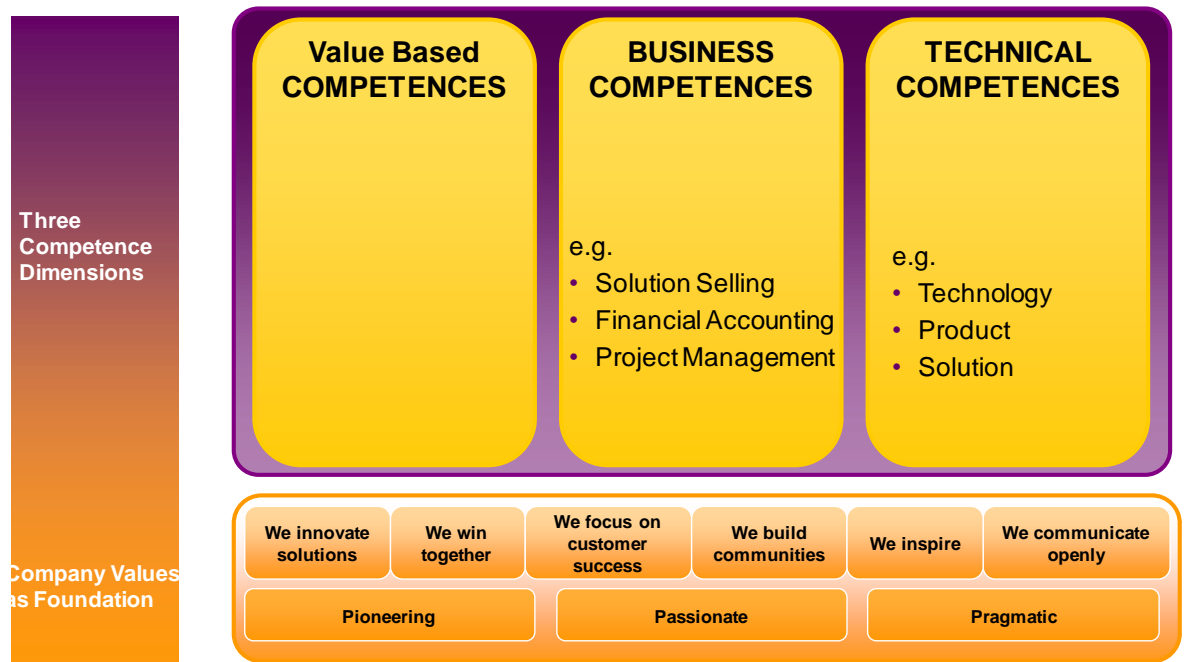 Three
Competence
Dimensions
Value Based
COMPETENCES
BUSINESS
COMPETENCES
e.g.
• Solution Selling
• Financial Accounting
• Project Management
TECHNICAL
COMPETENCES
e.g.
• Technology
• Product
• Solution
Company Values
as Foundation
We innovate
solutions
We win
together
We focus on
customer
success
We build
communities
We inspire
We communicate
openly
Pioneering
Passionate
Pragmatic